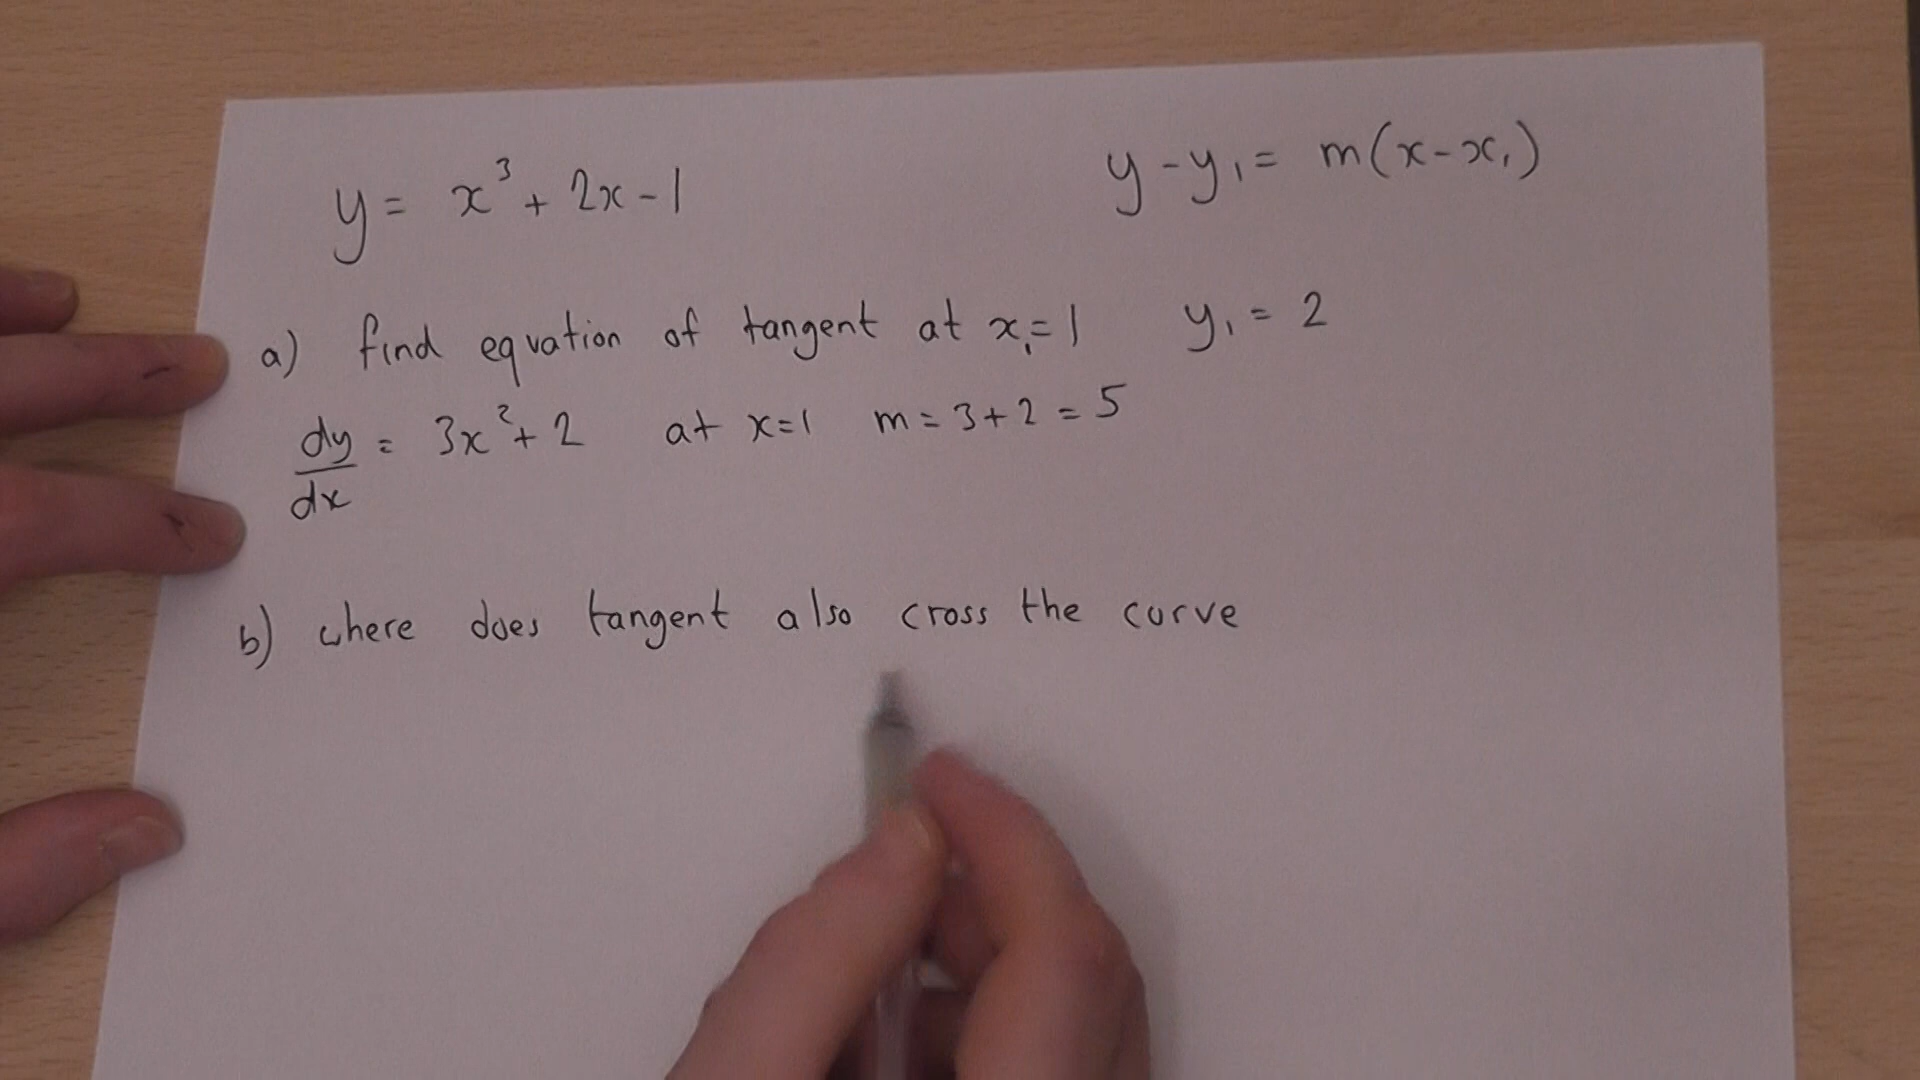 y = x³ + 2x - 1
y - y₁ = m(x - x₁)
a) find equation of tangent at x₁ = 1 y₁ = 2
dy/dx = 3x² + 2 at x=1 m = 3 + 2 = 5
b) where does tangent also cross the curve